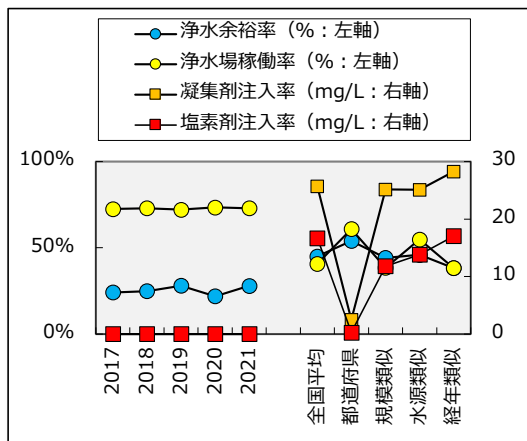 浄水余裕率（%：左軸）
浄水場稼働率（%：左軸）
凝集剤注入率（mg/L：右軸）
塩素剤注入率（mg/L：右軸）
100%
50%
0%
30
20
10
0
2017
2018
2019
2020
2021
全国平均
都道府県
規模類似
水源類似
経年類似